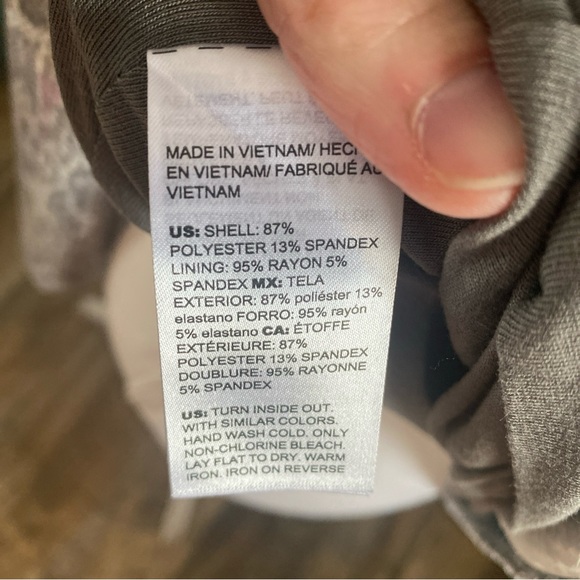 MADE IN VIETNAM/ HECH
EN VIETNAM/ FABRIQUÉ AU
VIETNAM
US: SHELL: 87%
POLYESTER 13% SPANDEX
LINING: 95% RAYON 5%
SPANDEX MX: TELA
EXTERIOR: 87% poliéster 13%
elastano FORRO: 95% rayón
5% elastano CA: ÉTOFFE
EXTÉRIEURE: 87%
POLYESTER 13% SPANDEX
DOUBLURE: 95% RAYONNE
5% SPANDEX
US: TURN INSIDE OUT.
WITH SIMILAR COLORS.
HAND WASH COLD. ONLY
NON-CHLORINE BLEACH.
LAY FLAT TO DRY. WARM
IRON. IRON ON REVERSE